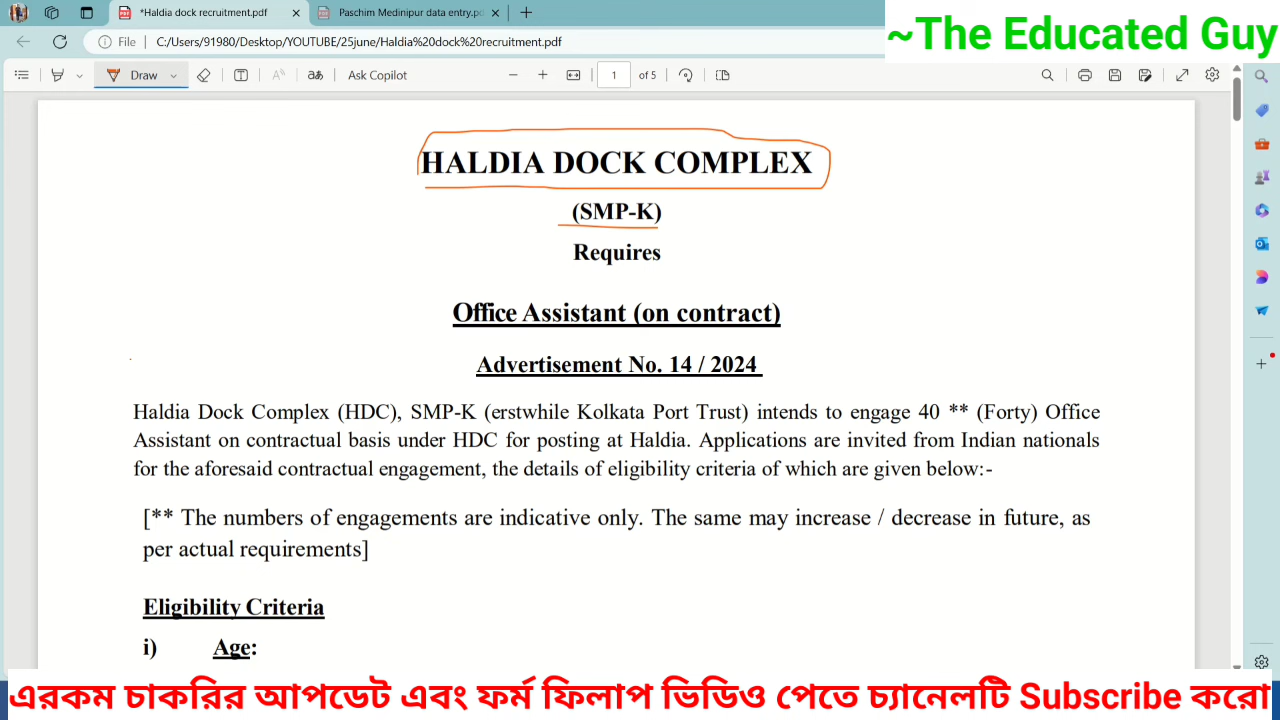 *Haldia dock recruitment.pdf
Paschim Medinipur data entry.pd
~The Educated Guy
File
C:/Users/91980/Desktop/YOUTUBE/25june/Haldia%20dock%20recruitment.pdf
Draw
Ask Copilot
1 of 5
HALDIA DOCK COMPLEX
(SMP-K)
Requires
Office Assistant (on contract)
Advertisement No. 14 / 2024
Haldia Dock Complex (HDC), SMP-K (erstwhile Kolkata Port Trust) intends to engage 40 ** (Forty) Office
Assistant on contractual basis under HDC for posting at Haldia. Applications are invited from Indian nationals
for the aforesaid contractual engagement, the details of eligibility criteria of which are given below:-
[** The numbers of engagements are indicative only. The same may increase / decrease in future, as
per actual requirements]
Eligibility Criteria
i) Age:
এরকম চাকরির আপডেট এবং ফর্ম ফিলাপ ভিডিও পেতে চ্যানেলটি Subscribe করো